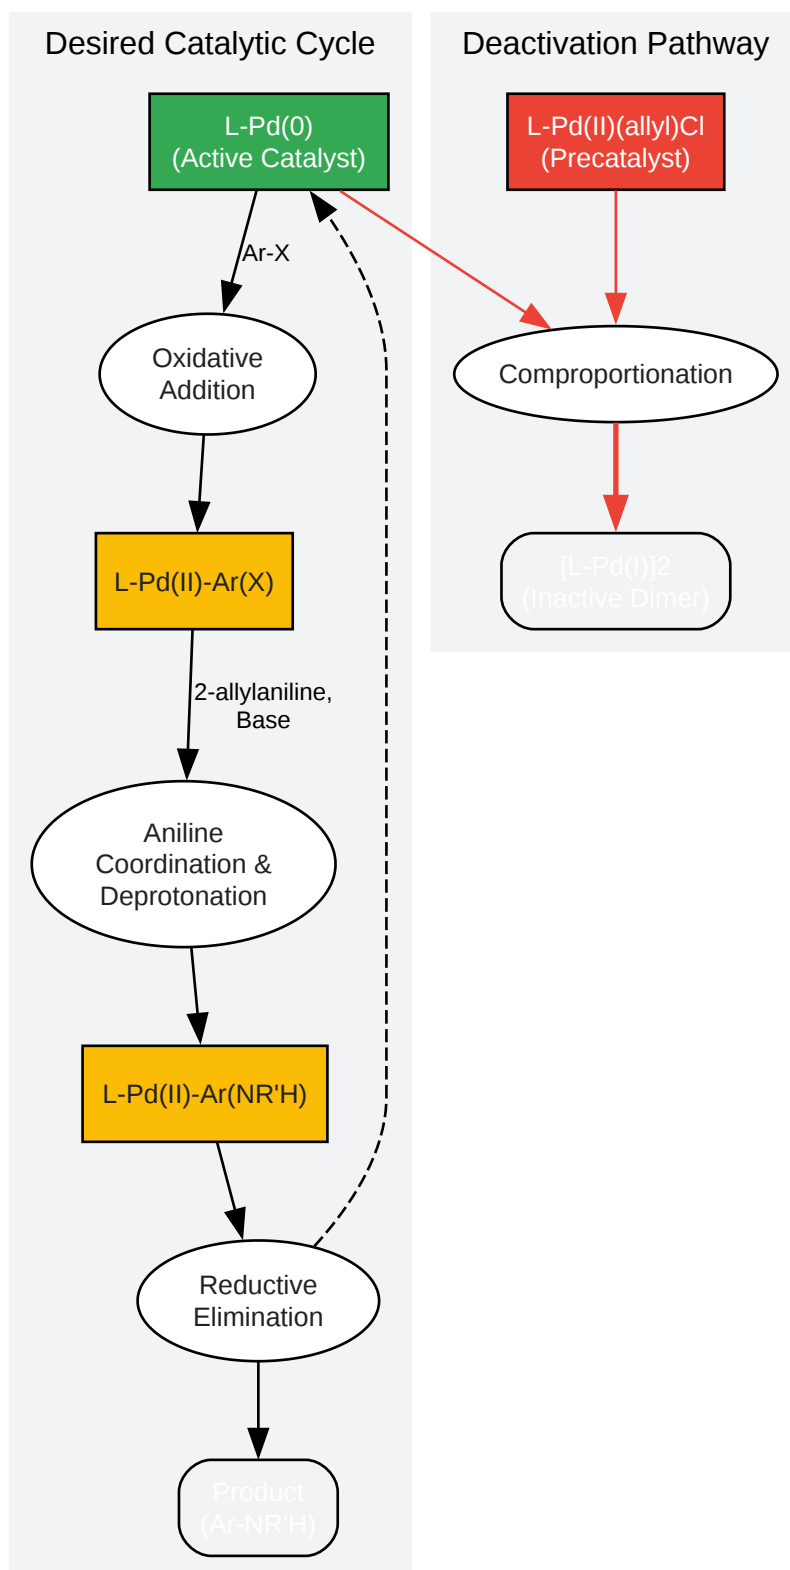 Desired Catalytic Cycle
L-Pd(0)
(Active Catalyst)
Ar-X
Oxidative
Addition
L-Pd(II)-Ar(X)
2-allylaniline,
Base
Aniline
Coordination &
Deprotonation
L-Pd(II)-Ar(NR'H)
Reductive
Elimination
Product
(Ar-NR'H)
Deactivation Pathway
L-Pd(II)(allyl)Cl
(Precatalyst)
Comproportionation
[L-Pd(I)]2
(Inactive Dimer)